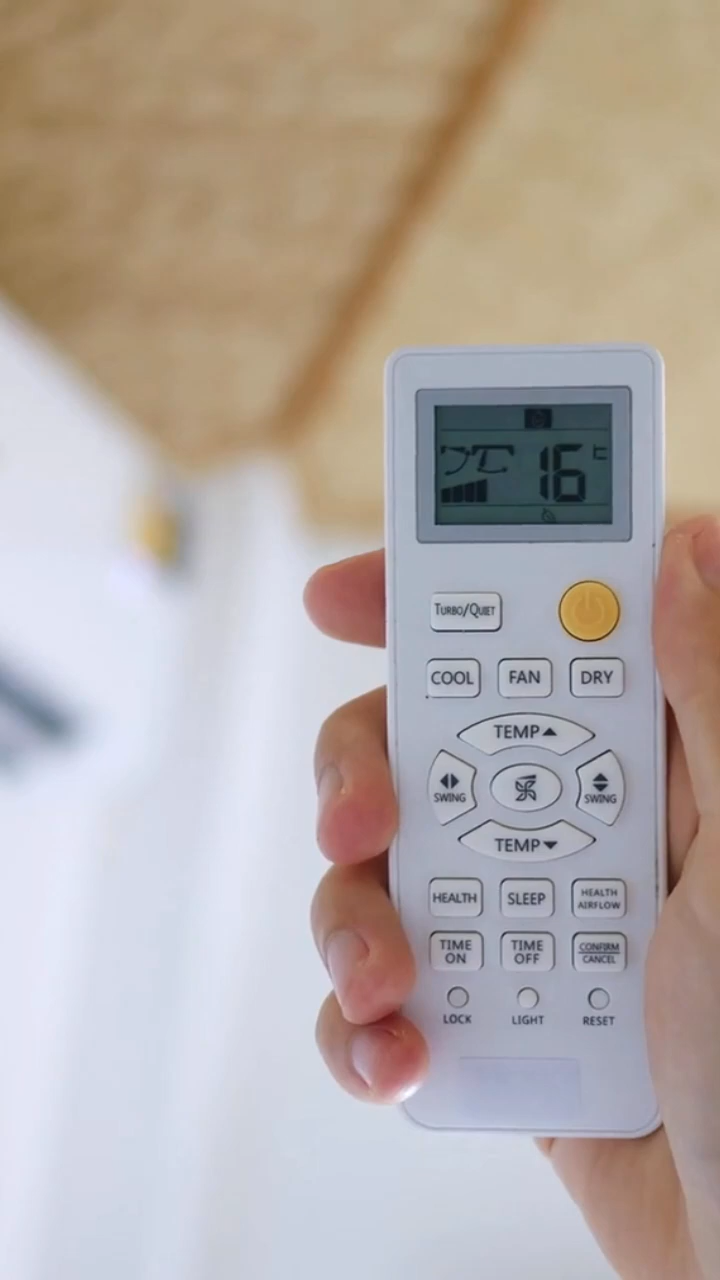 16
TURBO/QUIET
COOL FAN DRY
TEMP▲
SWING SWING
TEMP▼
HEALTH SLEEP HEALTH AIRFLOW
TIME ON TIME OFF CONFIRM CANCEL
LOCK LIGHT RESET